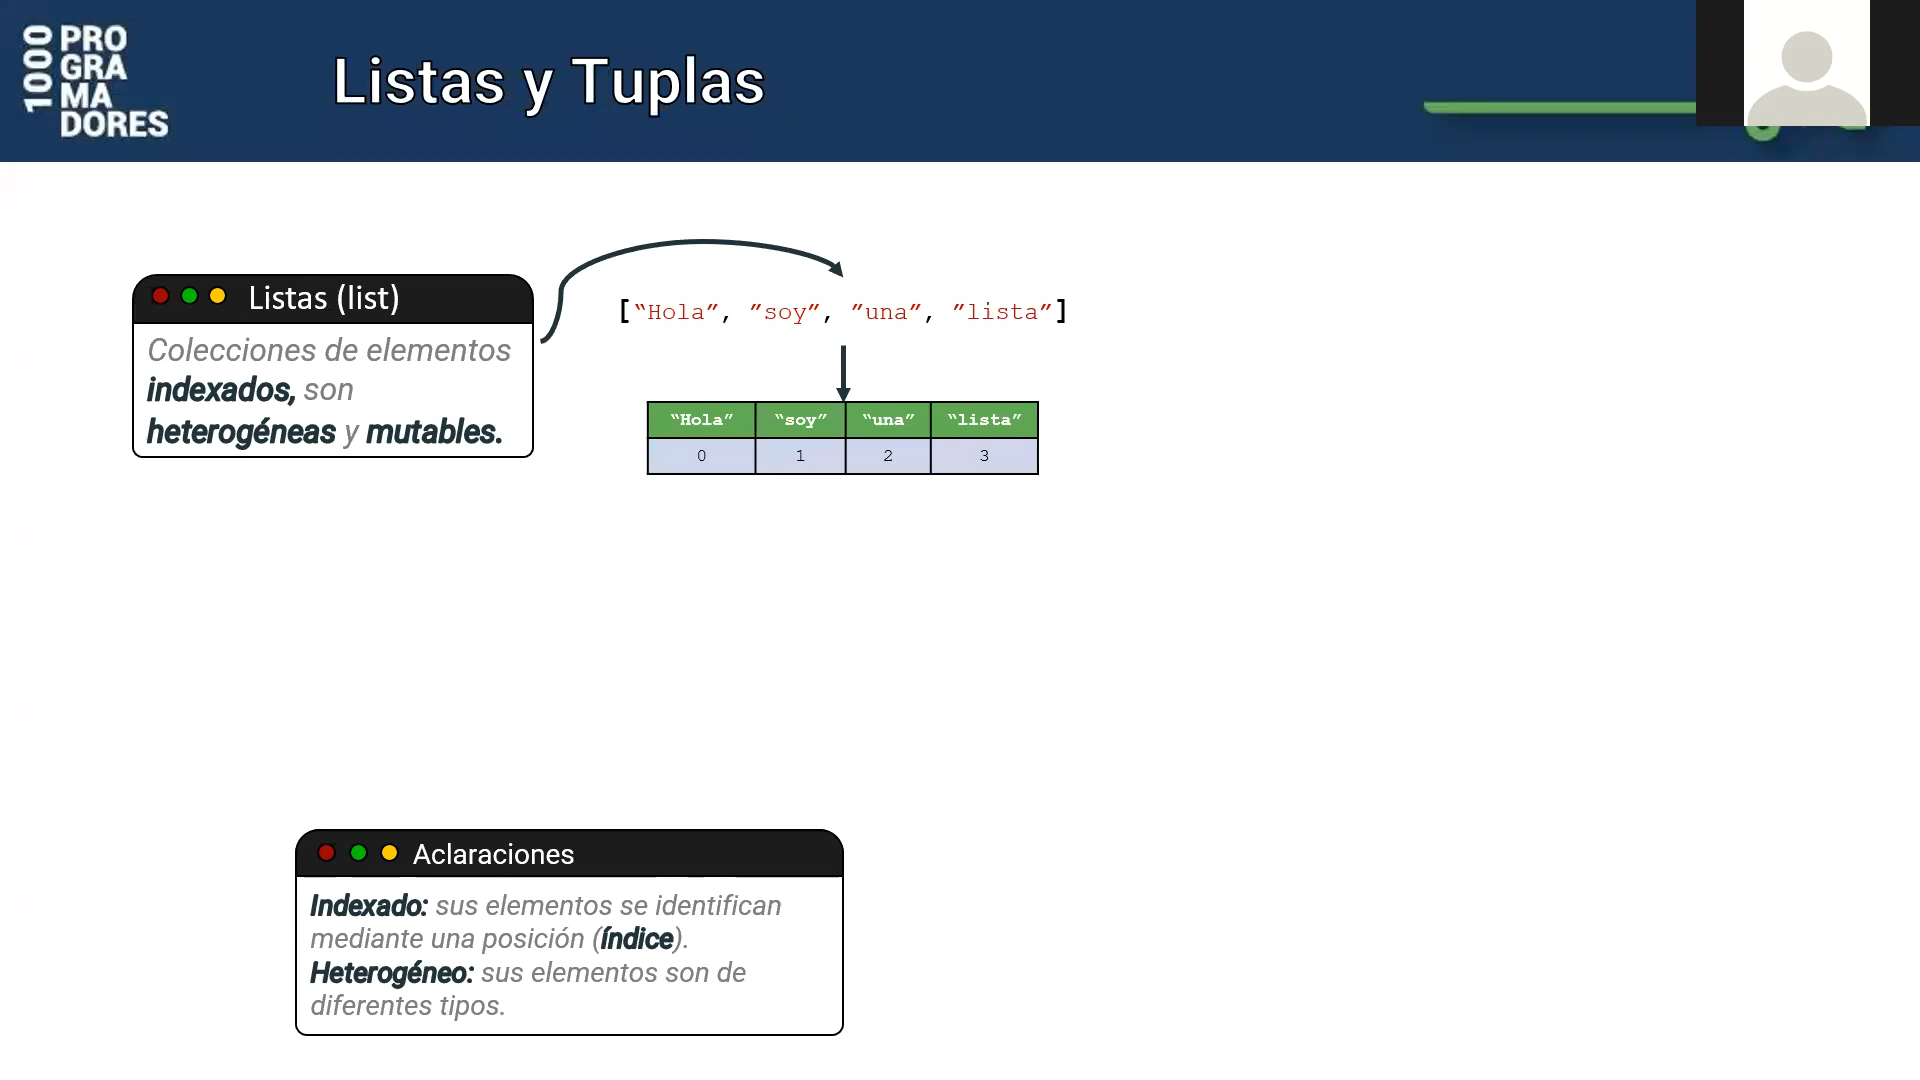 1000
PRO
GRA
MA
DORES
Listas y Tuplas
Listas (list)
Colecciones de elementos
indexados, son
heterogéneas y mutables.
[“Hola”, ”soy”, ”una”, ”lista”]
“Hola” “soy” “una” “lista”
0 1 2 3
Aclaraciones
Indexado: sus elementos se identifican
mediante una posición (índice).
Heterogéneo: sus elementos son de
diferentes tipos.